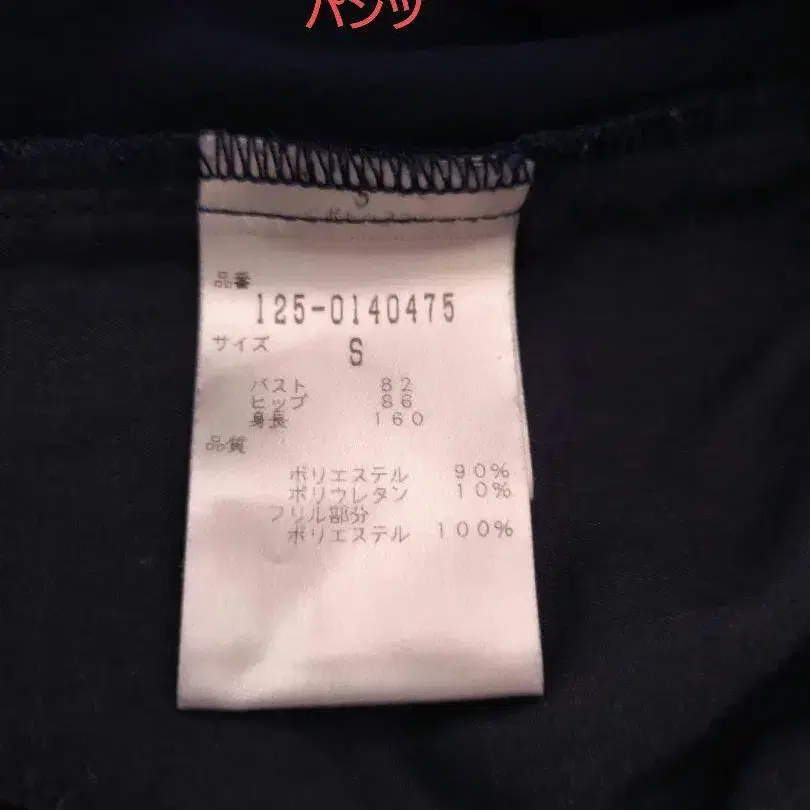 パンツ
品番
125-0140475
サイズ S
バスト 82
ヒップ 86
身長 160
品質
ポリエステル 90%
ポリウレタン 10%
フリル部分
ポリエステル 100%